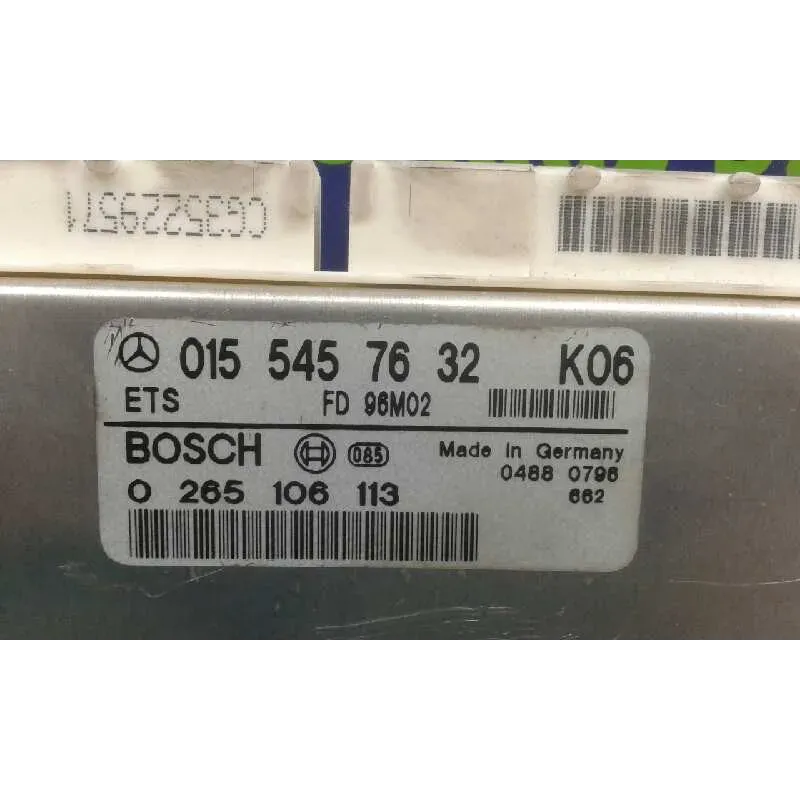 CG35229571
015 545 76 32 K06
ETS FD 96M02
BOSCH 085 Made in Germany
0488 0796
0 265 106 113 662